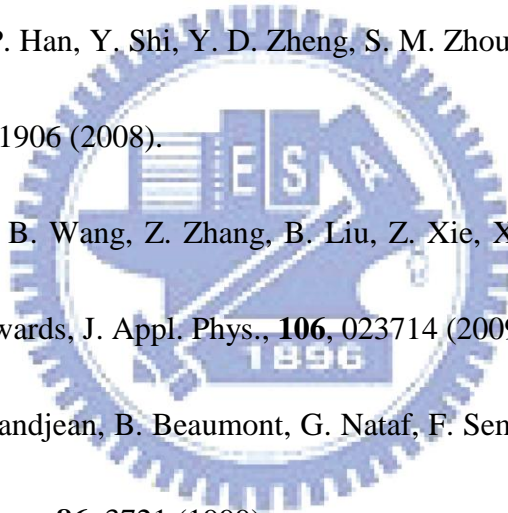 P. Han, Y. Shi, Y. D. Zheng, S. M. Zhou
1906 (2008).
E S A
B. Wang, Z. Zhang, B. Liu, Z. Xie, X
wards, J. Appl. Phys., 106, 023714 (2009
1896
andjean, B. Beaumont, G. Nataf, F. Sem
86, 3721 (1999)